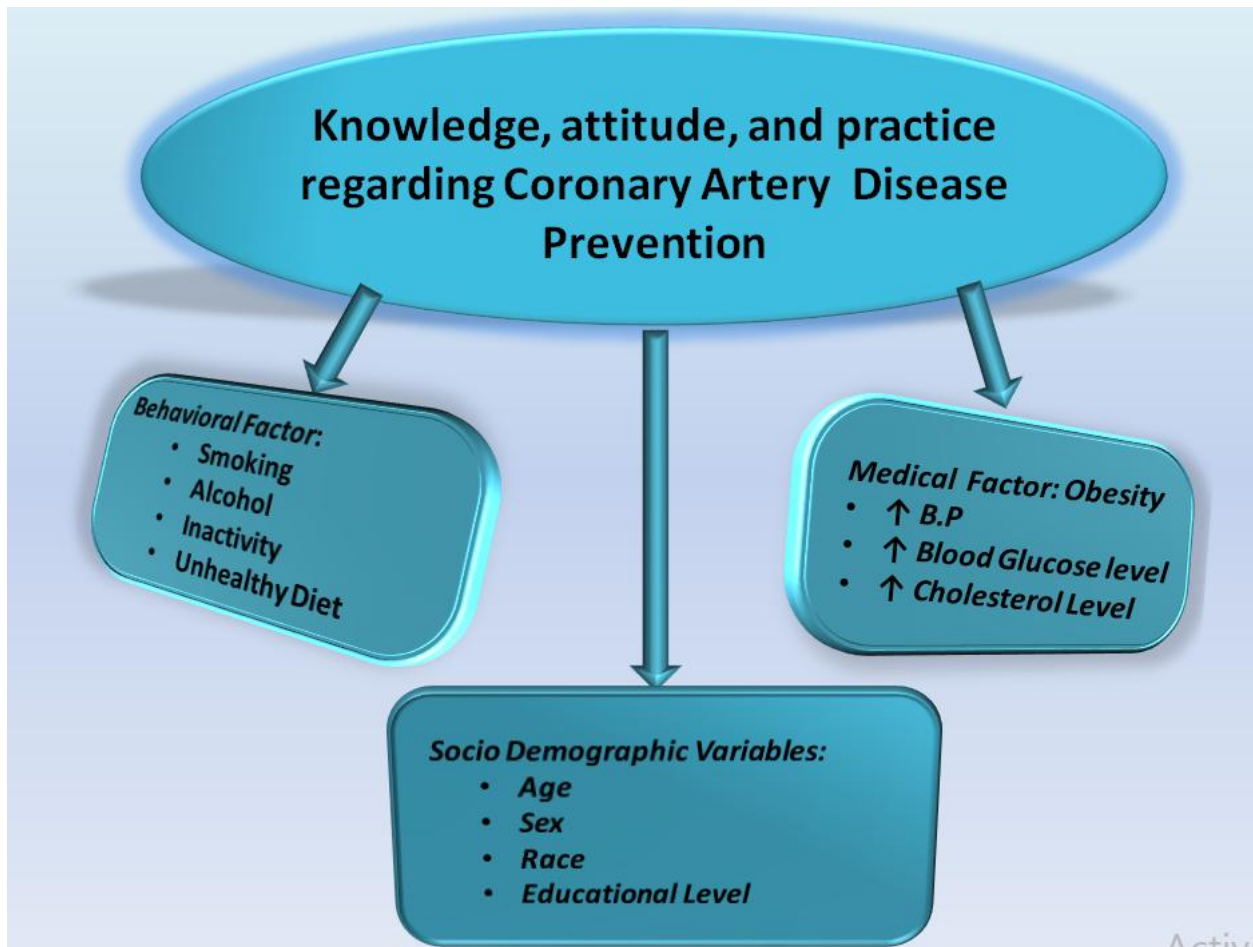 Knowledge, attitude, and practice
regarding Coronary Artery Disease
Prevention
Behavioral Factor:
• Smoking
• Alcohol
• Inactivity
• Unhealthy Diet
Medical Factor: Obesity
• ↑ B.P
• ↑ Blood Glucose level
• ↑ Cholesterol Level
Socio Demographic Variables:
• Age
• Sex
• Race
• Educational Level